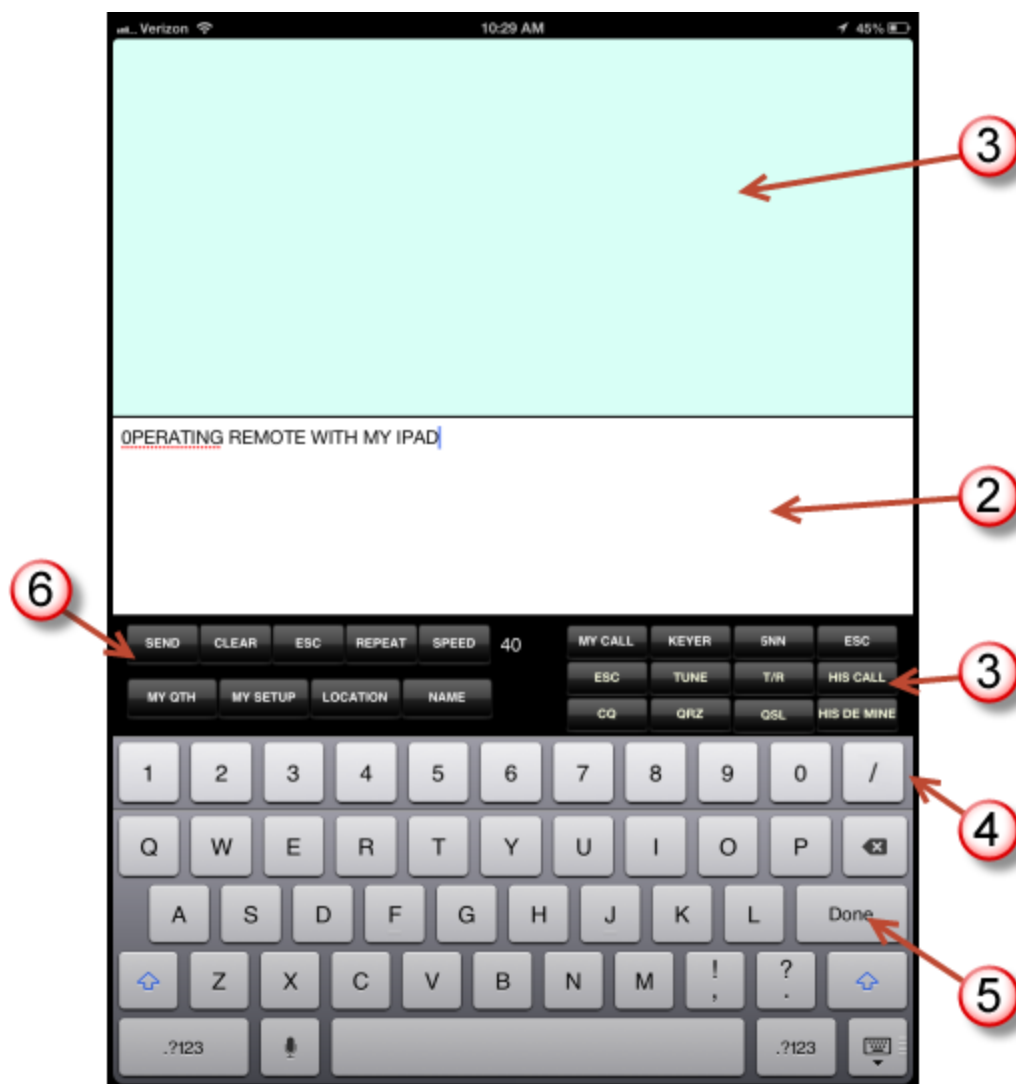 Verizon 10:29 AM 45%
3
0PERATING REMOTE WITH MY IPAD
2
6
SEND CLEAR ESC REPEAT SPEED 40 MY CALL KEYER 5NN ESC
ESC TUNE T/R HIS CALL
3
MY QTH MY SETUP LOCATION NAME
CQ QRZ QSL HIS DE MINE
1 2 3 4 5 6 7 8 9 0 /
4
Q W E R T Y U I O P
A S D F G H J K L Done
5
Z X C V B N M ! , ? .
.?123 .?123